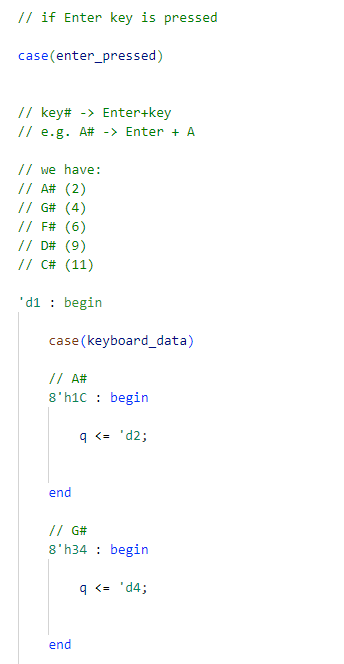 // if Enter key is pressed
case(enter_pressed)
// key# -> Enter+key
// e.g. A# -> Enter + A
// we have:
// A# (2)
// G# (4)
// F# (6)
// D# (9)
// C# (11)
'd1 : begin
case(keyboard_data)
// A#
8'h1C : begin
q <= 'd2;
end
// G#
8'h34 : begin
q <= 'd4;
end